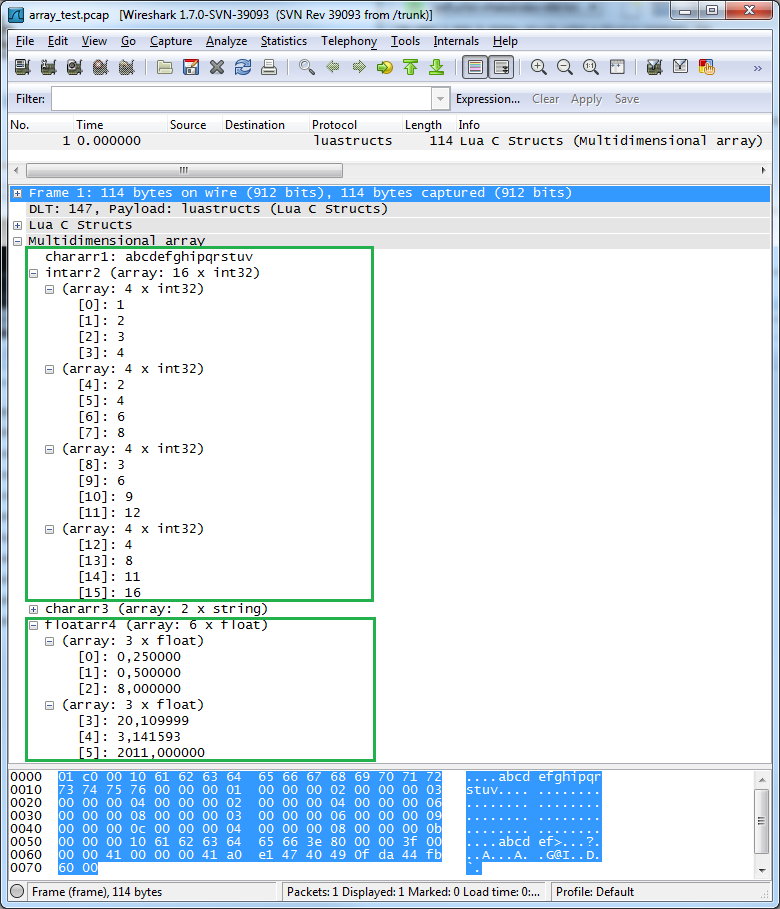 array_test.pcap [Wireshark 1.7.0-SVN-39093 (SVN Rev 39093 from /trunk)]
File Edit View Go Capture Analyze Statistics Telephony Tools Internals Help
Filter: Expression... Clear Apply Save
No. Time Source Destination Protocol Length Info
1 0.000000 luastructs 114 Lua C Structs (Multidimensional array)
Frame 1: 114 bytes on wire (912 bits), 114 bytes captured (912 bits)
DLT: 147, Payload: luastructs (Lua C Structs)
Lua C Structs
Multidimensional array
chararr1: abcdefghipqrstuv
intarr2 (array: 16 x int32)
(array: 4 x int32)
[0]: 1
[1]: 2
[2]: 3
[3]: 4
(array: 4 x int32)
[4]: 2
[5]: 4
[6]: 6
[7]: 8
(array: 4 x int32)
[8]: 3
[9]: 6
[10]: 9
[11]: 12
(array: 4 x int32)
[12]: 4
[13]: 8
[14]: 11
[15]: 16
chararr3 (array: 2 x string)
floatarr4 (array: 6 x float)
(array: 3 x float)
[0]: 0,250000
[1]: 0,500000
[2]: 8,000000
(array: 3 x float)
[3]: 20,109999
[4]: 3,141593
[5]: 2011,000000
0000 01 c0 00 10 61 62 63 64 65 66 67 68 69 70 71 72 ....abcd efghipqr
0010 73 74 75 76 00 00 00 01 00 00 00 02 00 00 00 03 stuv.... ........
0020 00 00 00 04 00 00 00 02 00 00 00 04 00 00 00 06 ........ ........
0030 00 00 00 08 00 00 00 03 00 00 00 06 00 00 00 09 ........ ........
0040 00 00 00 0c 00 00 00 04 00 00 00 08 00 00 00 0b ........ ........
0050 00 00 00 10 61 62 63 64 65 66 3e 80 00 00 3f 00 ....abcd ef>...?.
0060 00 00 41 00 00 00 41 a0 e1 47 40 49 0f da 44 fb ..A...A. .G@I..D.
0070 60 00 `.
Frame (frame), 114 bytes Packets: 1 Displayed: 1 Marked: 0 Load time: 0:... Profile: Default